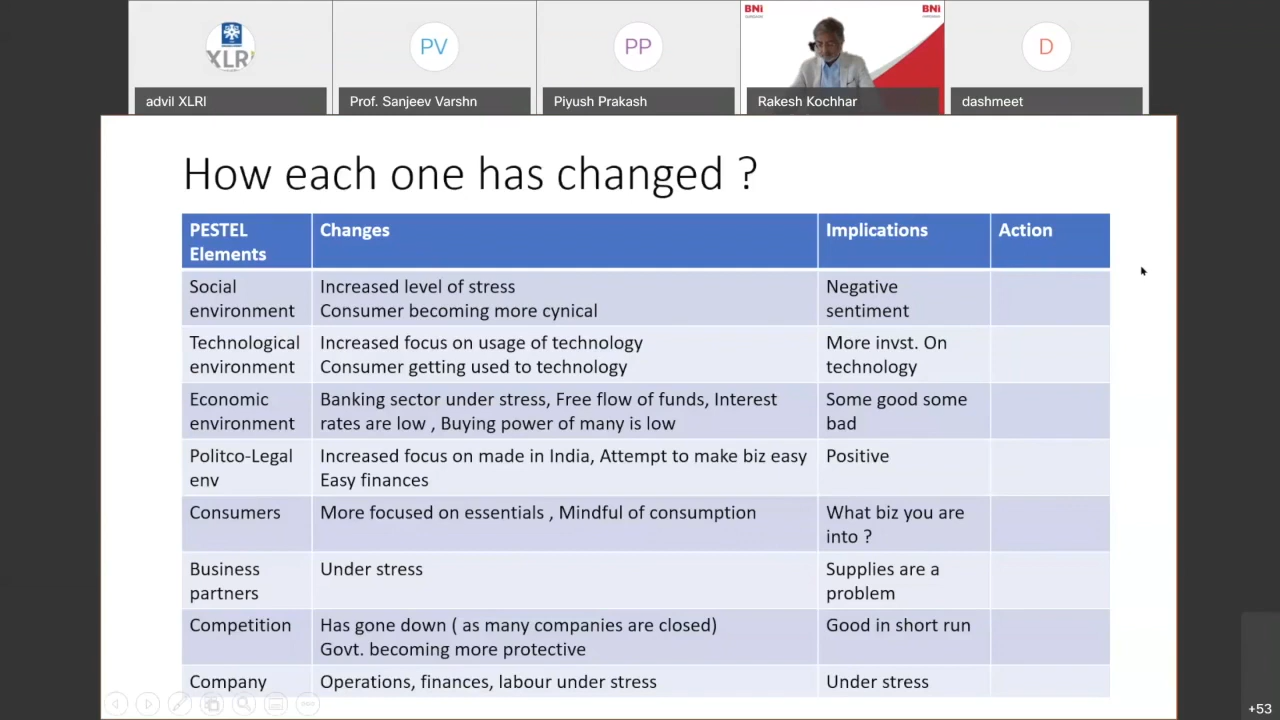 BNI
BNI
XLRI
PV
PP
D
advil XLRI
Prof. Sanjeev Varshn
Piyush Prakash
Rakesh Kochhar
dashmeet
How each one has changed ?
PESTEL
Elements
Changes
Implications
Action
Social
environment
Increased level of stress
Consumer becoming more cynical
Negative
sentiment
Technological
environment
Increased focus on usage of technology
Consumer getting used to technology
More invst. On
technology
Economic
environment
Banking sector under stress, Free flow of funds, Interest
rates are low , Buying power of many is low
Some good some
bad
Politco-Legal
env
Increased focus on made in India, Attempt to make biz easy
Easy finances
Positive
Consumers
More focused on essentials , Mindful of consumption
What biz you are
into ?
Business
partners
Under stress
Supplies are a
problem
Competition
Has gone down ( as many companies are closed)
Govt. becoming more protective
Good in short run
Company
Operations, finances, labour under stress
Under stress
+53